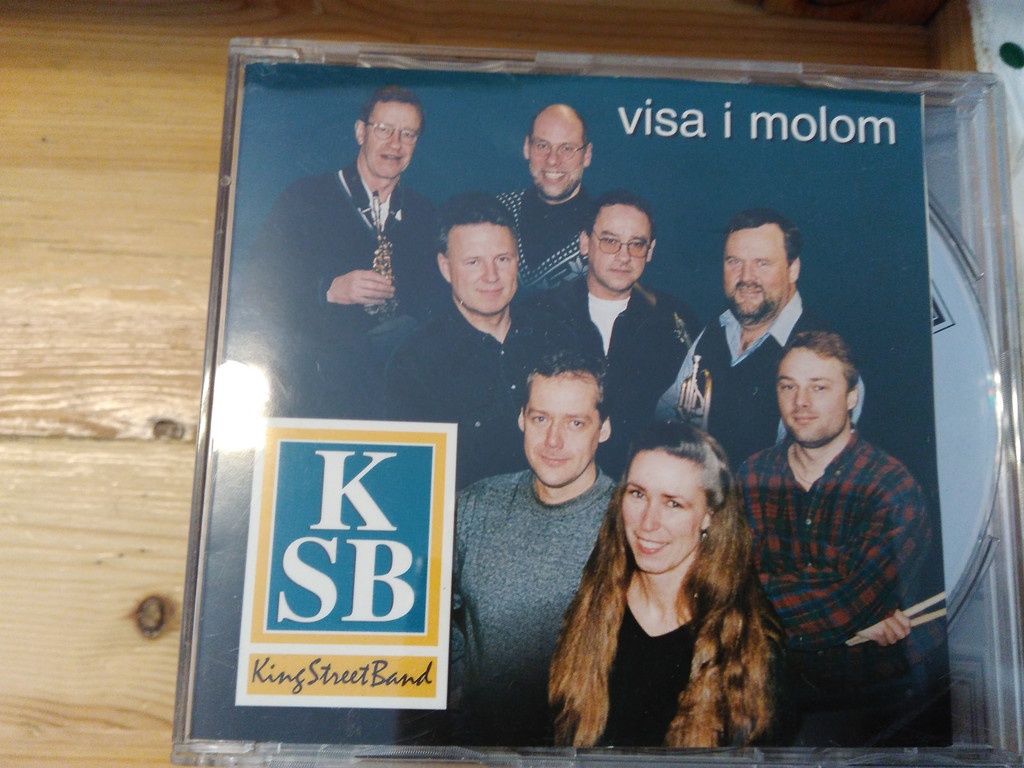 visa i molom
K
SB
KingStreetBand